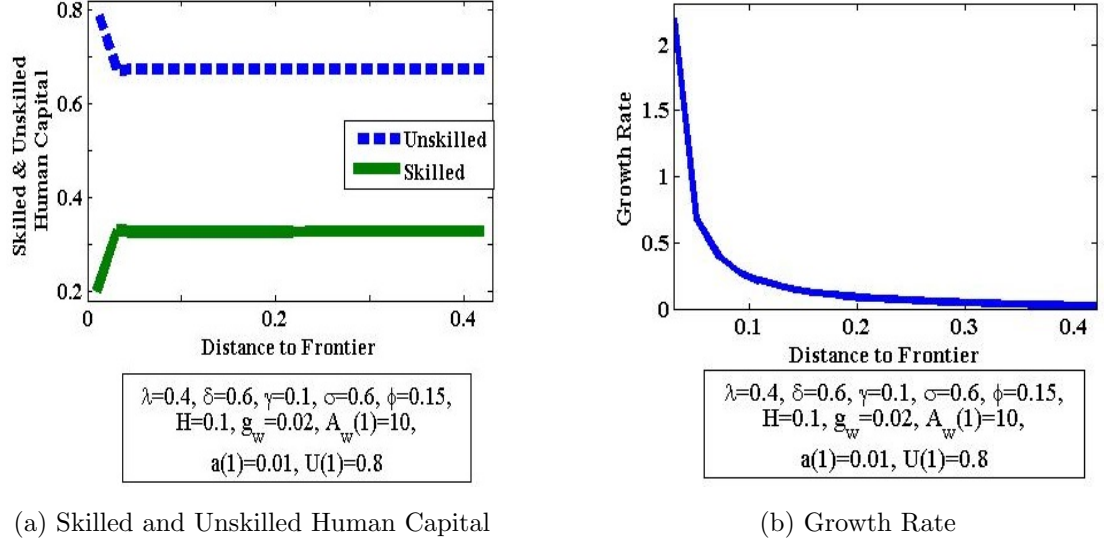 0.8
0.6
0.4
0.2
0
0.2
0.4
Skilled & Unskilled
Human Capital
Unskilled
Skilled
Distance to Frontier
λ=0.4, δ=0.6, γ=0.1, σ=0.6, ϕ=0.15,
H=0.1, g_w=0.02, A_w(1)=10,
a(1)=0.01, U(1)=0.8
(a) Skilled and Unskilled Human Capital
2
1.5
1
0.5
0
0.1
0.2
0.3
0.4
Growth Rate
Distance to Frontier
λ=0.4, δ=0.6, γ=0.1, σ=0.6, ϕ=0.15,
H=0.1, g_w=0.02, A_w(1)=10,
a(1)=0.01, U(1)=0.8
(b) Growth Rate